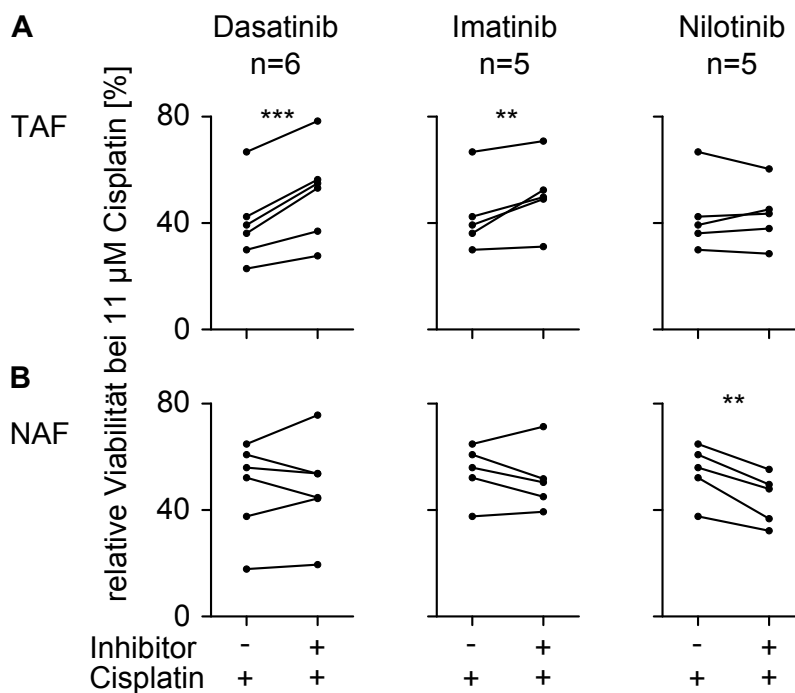 A
Dasatinib
n=6
Imatinib
n=5
Nilotinib
n=5
TAF
relative Viabilität bei 11 µM Cisplatin [%]
80
40
0
***
**
B
NAF
80
40
0
**
Inhibitor - + - + - +
Cisplatin + + + + + +